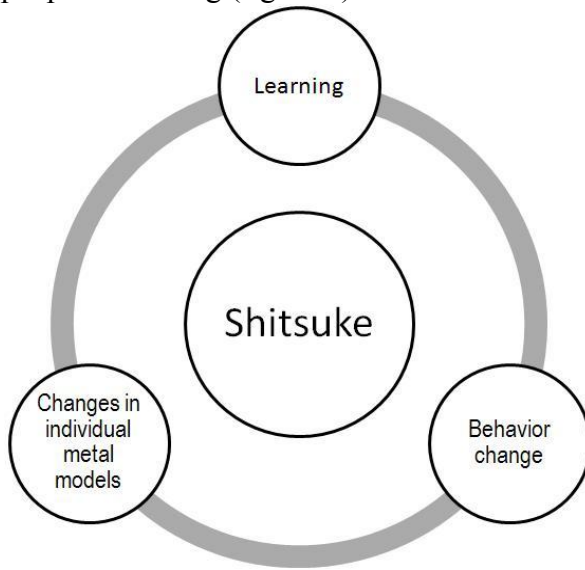 Learning
Shitsuke
Changes in
individual
metal
models
Behavior
change